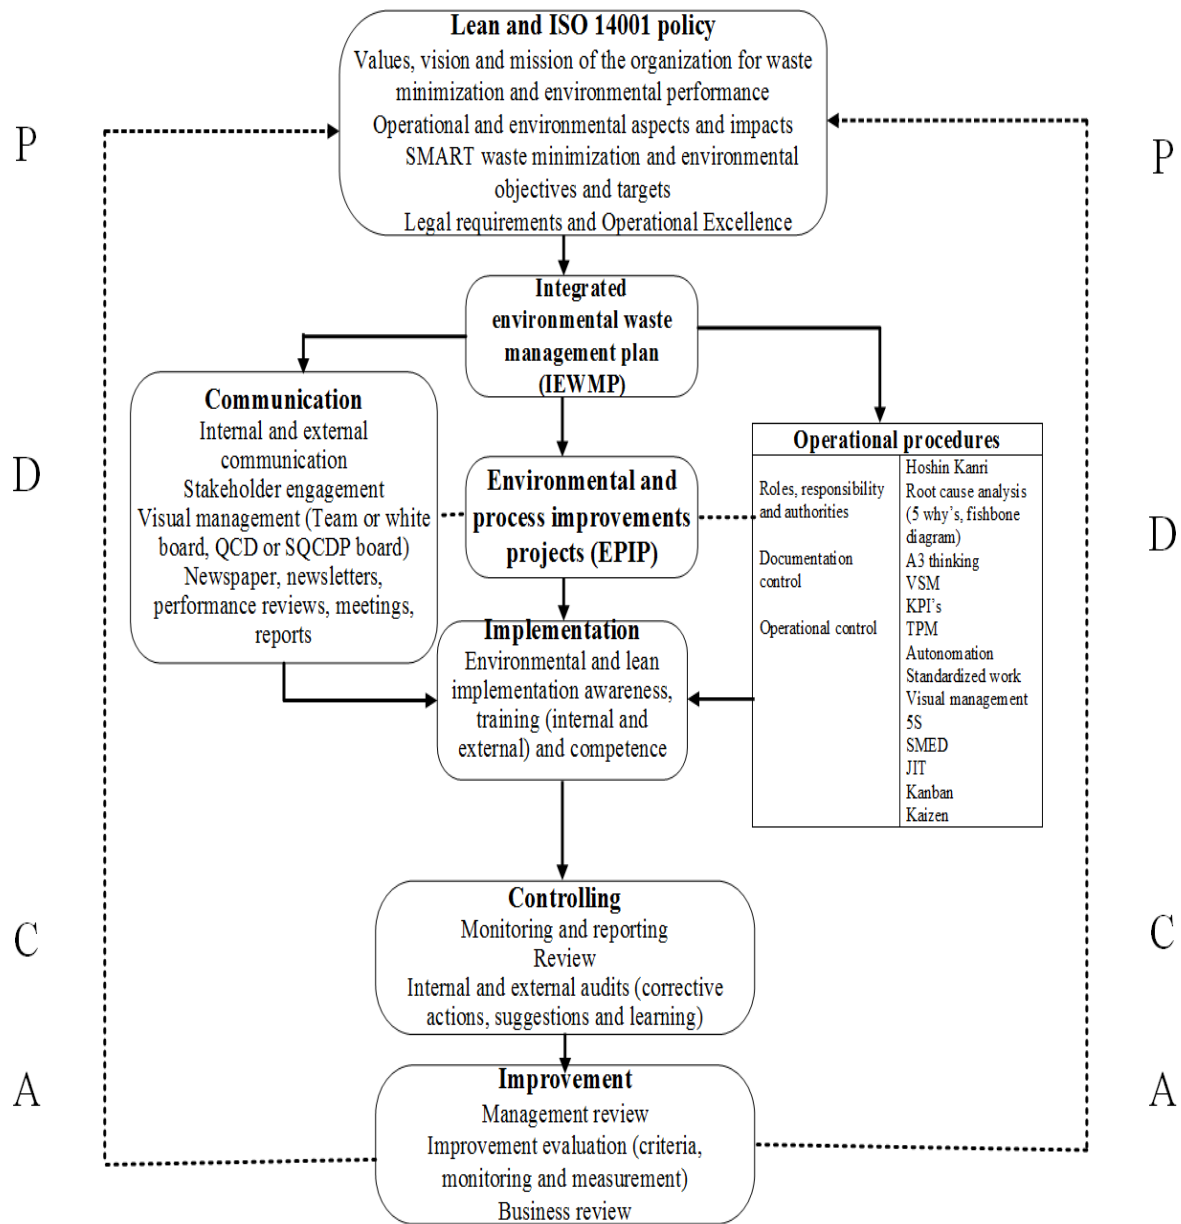 Lean and ISO 14001 policy
Values, vision and mission of the organization for waste
minimization and environmental performance
Operational and environmental aspects and impacts
SMART waste minimization and environmental
objectives and targets
Legal requirements and Operational Excellence
P
P
Integrated
environmental waste
management plan
(IEWMP)
Communication
Internal and external
communication
Stakeholder engagement
Visual management (Team or white
board, QCD or SQCDP board)
Newspaper, newsletters,
performance reviews, meetings,
reports
D
Environmental and
process improvements
projects (EPIP)
Operational procedures
Roles, responsibility
and authorities
Documentation
control
Operational control
Hoshin Kanri
Root cause analysis
(5 why's, fishbone
diagram)
A3 thinking
VSM
KPI's
TPM
Autonomation
Standardized work
Visual management
5S
SMED
JIT
Kanban
Kaizen
D
Implementation
Environmental and lean
implementation awareness,
training (internal and
external) and competence
C
Controlling
Monitoring and reporting
Review
Internal and external audits (corrective
actions, suggestions and learning)
C
A
Improvement
Management review
Improvement evaluation (criteria,
monitoring and measurement)
Business review
A